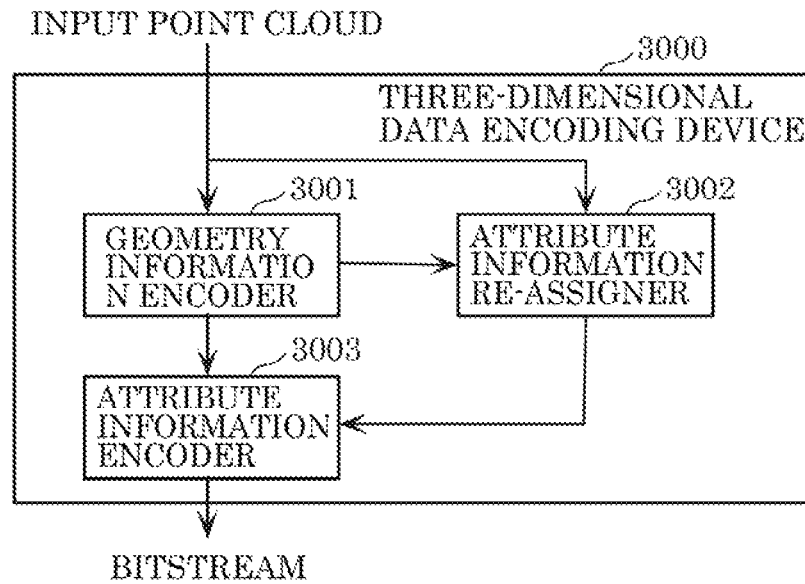 INPUT POINT CLOUD
3000
THREE-DIMENSIONAL
DATA ENCODING DEVICE
3001
GEOMETRY
INFORMATIO
N ENCODER
3002
ATTRIBUTE
INFORMATION
RE-ASSIGNER
3003
ATTRIBUTE
INFORMATION
ENCODER
BITSTREAM